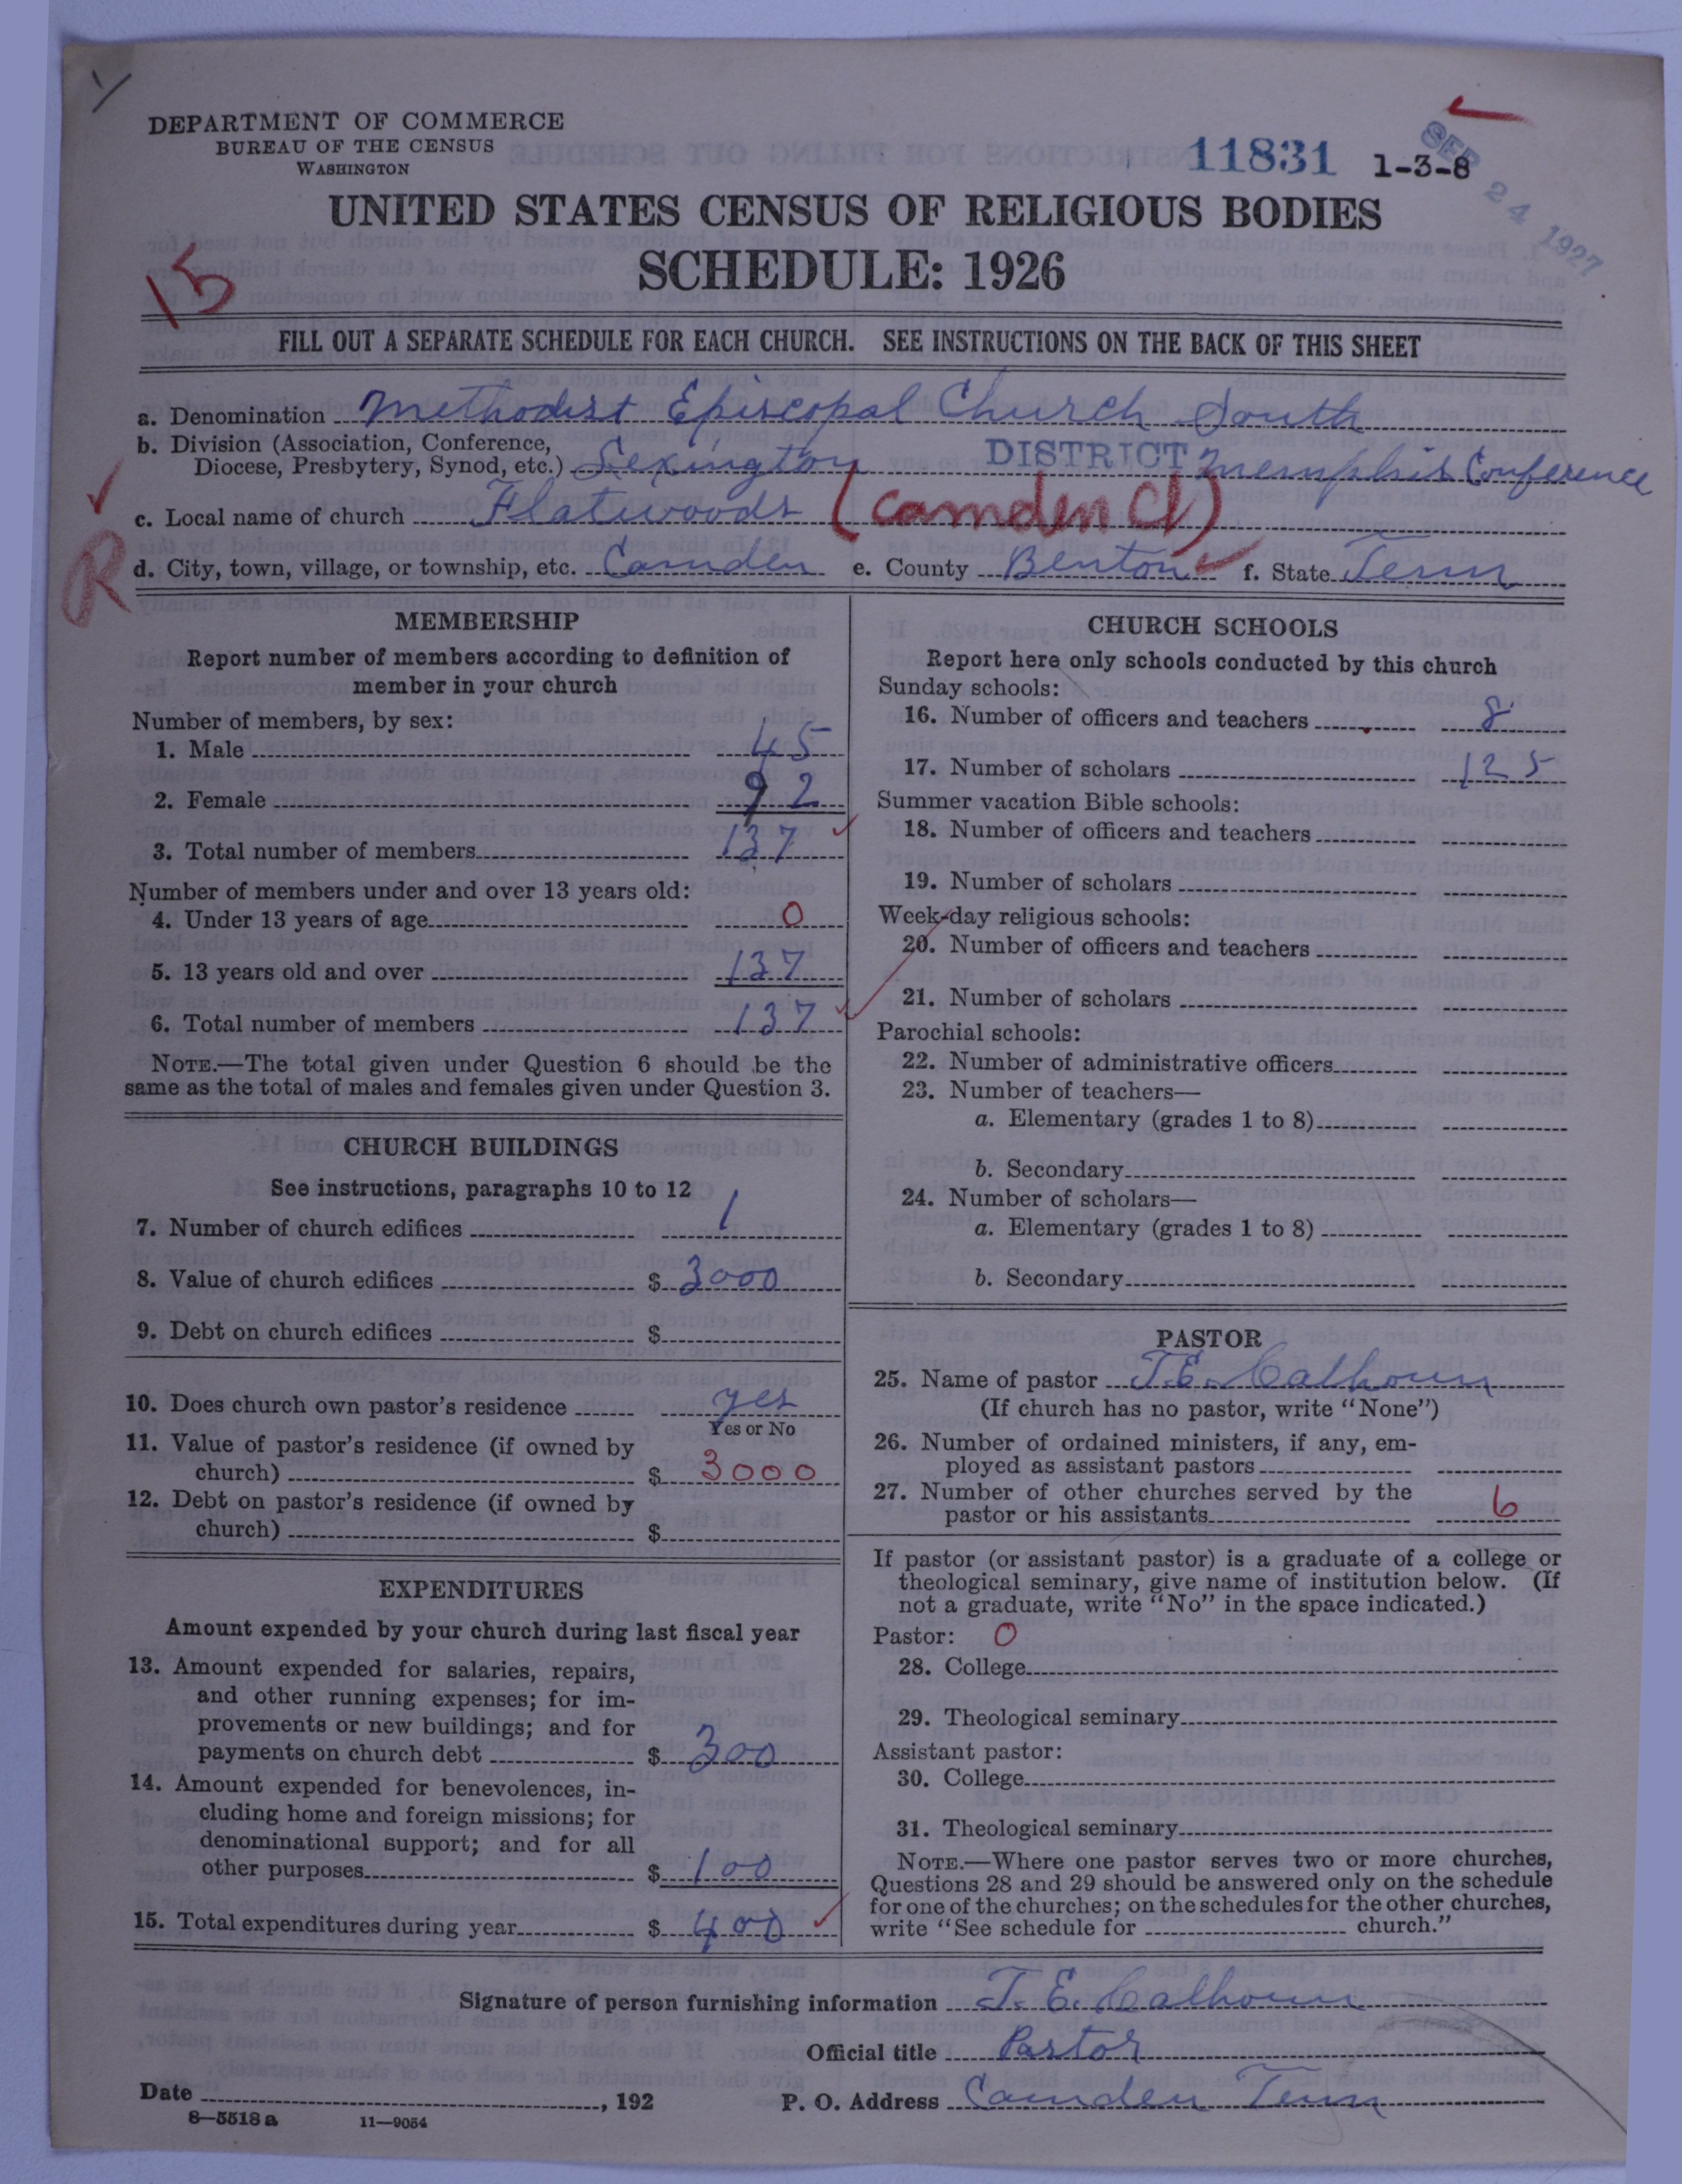 DEPARTMENT OF COMMERCE
BUREAU OF THE CENSUS
WASHINGTON
11831 1-3-8
SEP 24 1927
UNITED STATES CENSUS OF RELIGIOUS BODIES
SCHEDULE: 1926
15
FILL OUT A SEPARATE SCHEDULE FOR EACH CHURCH. SEE INSTRUCTIONS ON THE BACK OF THIS SHEET
a. Denomination Methodist Episcopal Church South
b. Division (Association, Conference,
Diocese, Presbytery, Synod, etc.) Lexington DISTRICT Memphis Conference
c. Local name of church Flatwoods (Camden Ct)
R
d. City, town, village, or township, etc. Camden e. County Benton f. State Tenn
MEMBERSHIP
Report number of members according to definition of
member in your church
Number of members, by sex:
1. Male 45
2. Female 92
3. Total number of members 137
Number of members under and over 13 years old:
4. Under 13 years of age 0
5. 13 years old and over 137
6. Total number of members 137
NOTE.—The total given under Question 6 should be the
same as the total of males and females given under Question 3.
CHURCH BUILDINGS
See instructions, paragraphs 10 to 12
7. Number of church edifices 1
8. Value of church edifices $ 3000
9. Debt on church edifices $
10. Does church own pastor's residence yes
Yes or No
11. Value of pastor's residence (if owned by
church) $ 3000
12. Debt on pastor's residence (if owned by
church) $
EXPENDITURES
Amount expended by your church during last fiscal year
13. Amount expended for salaries, repairs,
and other running expenses; for im-
provements or new buildings; and for
payments on church debt $ 300
14. Amount expended for benevolences, in-
cluding home and foreign missions; for
denominational support; and for all
other purposes $ 100
15. Total expenditures during year $ 400
CHURCH SCHOOLS
Report here only schools conducted by this church
Sunday schools:
16. Number of officers and teachers 8
17. Number of scholars 125
Summer vacation Bible schools:
18. Number of officers and teachers
19. Number of scholars
Week-day religious schools:
20. Number of officers and teachers
21. Number of scholars
Parochial schools:
22. Number of administrative officers
23. Number of teachers—
a. Elementary (grades 1 to 8)
b. Secondary
24. Number of scholars—
a. Elementary (grades 1 to 8)
b. Secondary
PASTOR
25. Name of pastor T.E. Calhoun
(If church has no pastor, write "None")
26. Number of ordained ministers, if any, em-
ployed as assistant pastors
27. Number of other churches served by the
pastor or his assistants 6
If pastor (or assistant pastor) is a graduate of a college or
theological seminary, give name of institution below. (If
not a graduate, write "No" in the space indicated.)
Pastor: 0
28. College
29. Theological seminary
Assistant pastor:
30. College
31. Theological seminary
NOTE.—Where one pastor serves two or more churches,
Questions 28 and 29 should be answered only on the schedule
for one of the churches; on the schedules for the other churches,
write "See schedule for church."
Signature of person furnishing information T. E. Calhoun
Official title Pastor
Date , 192 P. O. Address Camden Tenn
8—5518a 11—9054